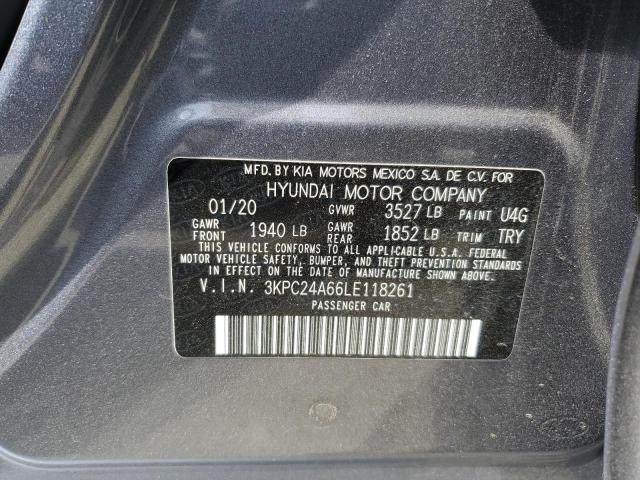 MFD. BY KIA MOTORS MEXICO S.A. DE C.V. FOR
HYUNDAI MOTOR COMPANY
01/20 GVWR 3527 LB PAINT U4G
GAWR FRONT 1940 LB GAWR REAR 1852 LB TRIM TRY
THIS VEHICLE CONFORMS TO ALL APPLICABLE U.S.A. FEDERAL
MOTOR VEHICLE SAFETY, BUMPER, AND THEFT PREVENTION STANDARDS
IN EFFECT ON THE DATE OF MANUFACTURE SHOWN ABOVE.
V.I.N. 3KPC24A66LE118261
PASSENGER CAR